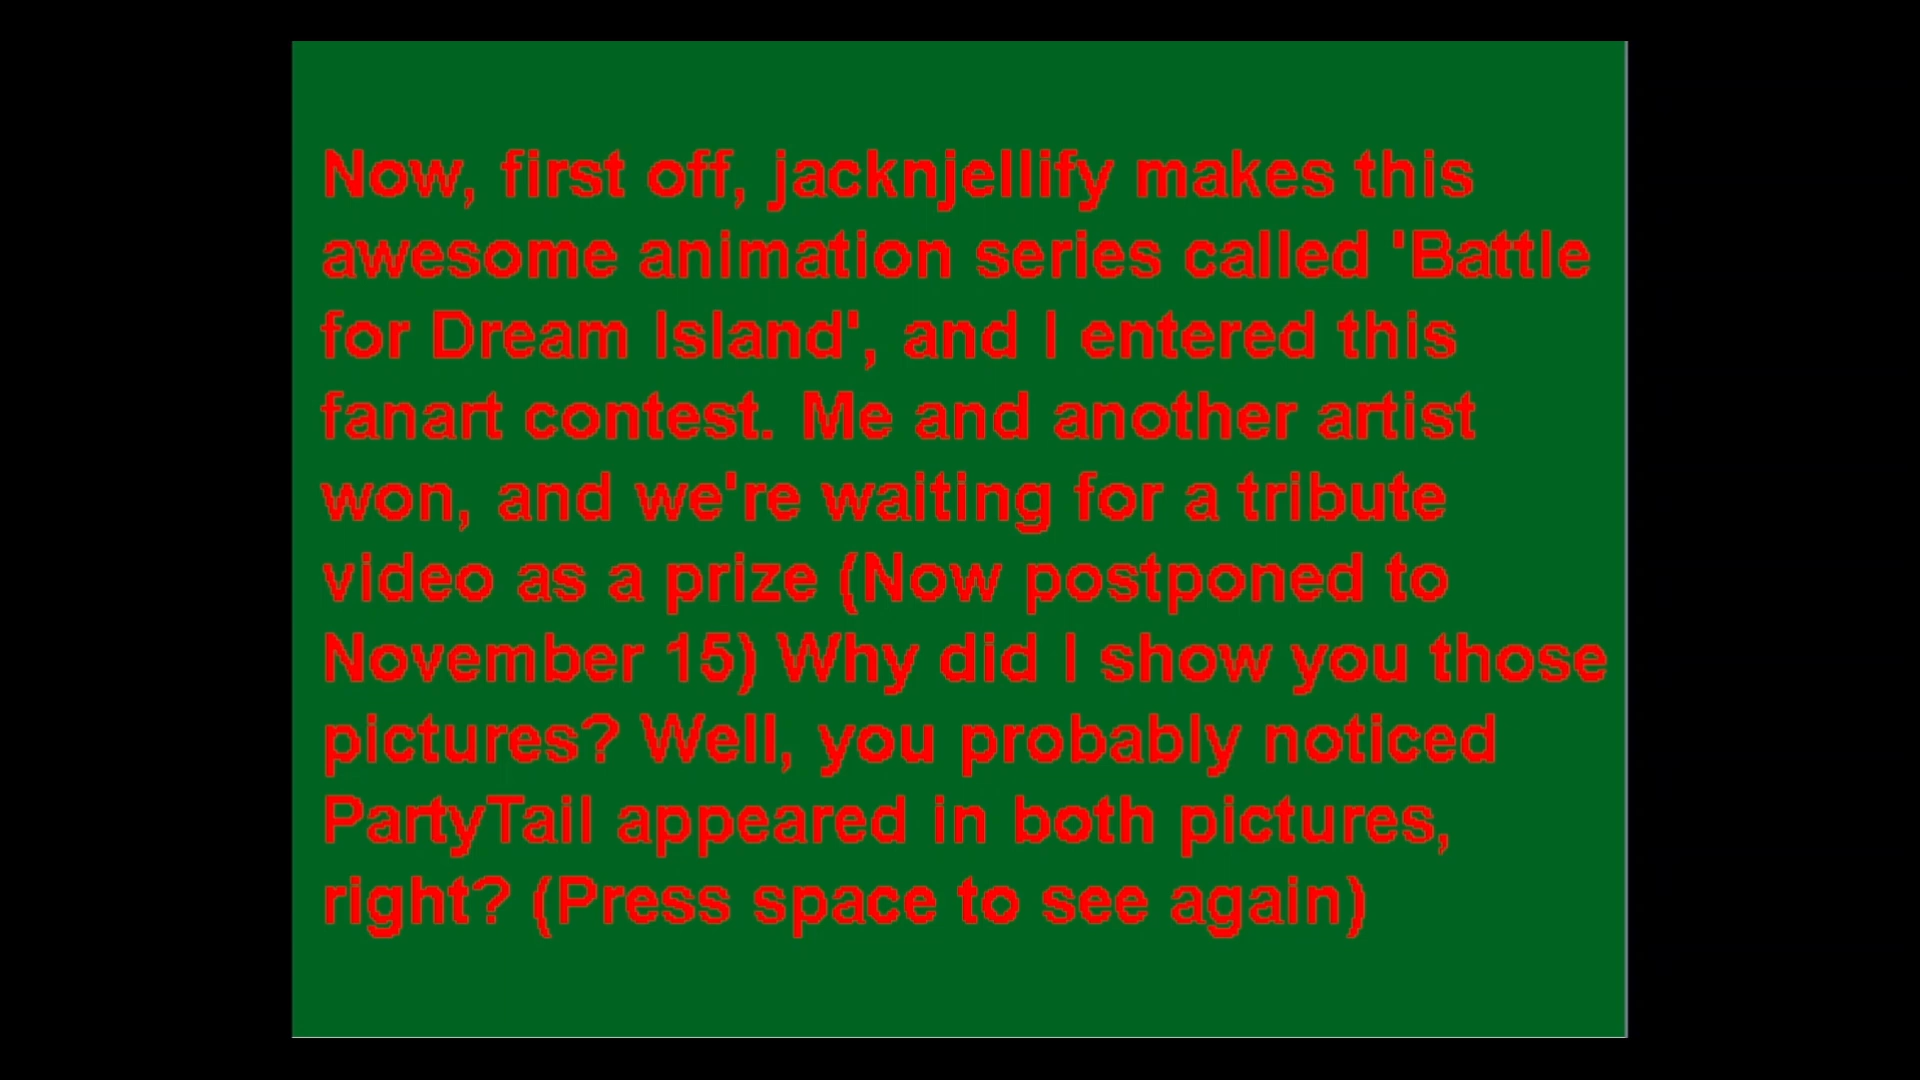 Now, first off, jacknjellify makes this
awesome animation series called 'Battle
for Dream Island', and I entered this
fanart contest. Me and another artist
won, and we're waiting for a tribute
video as a prize (Now postponed to
November 15) Why did I show you those
pictures? Well, you probably noticed
PartyTail appeared in both pictures,
right? (Press space to see again)